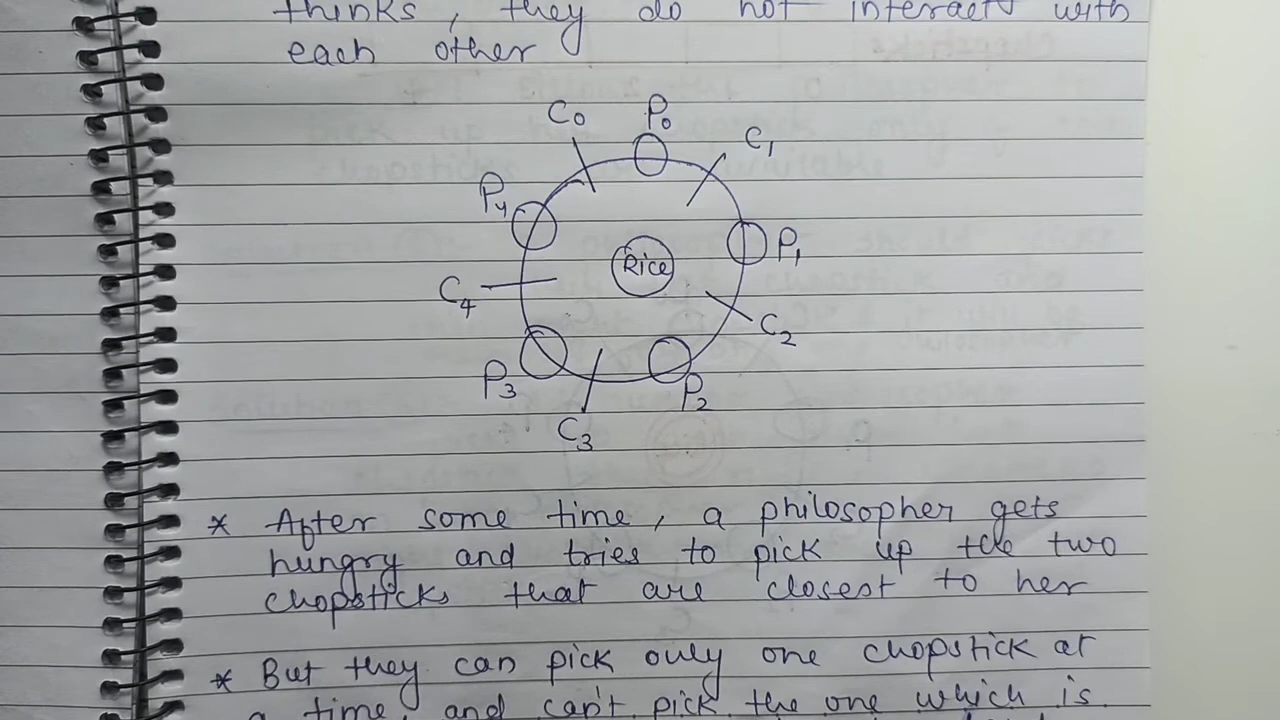 thinks, they do not interact with
each other
C0 P0 C1
P4
P1
Rice
C4
C2
P3
P2
C3
* After some time, a philosopher gets
hungry and tries to pick up the two
chopsticks that are closest to her
* But they can pick only one chopstick at
a time, and can't pick the one which is